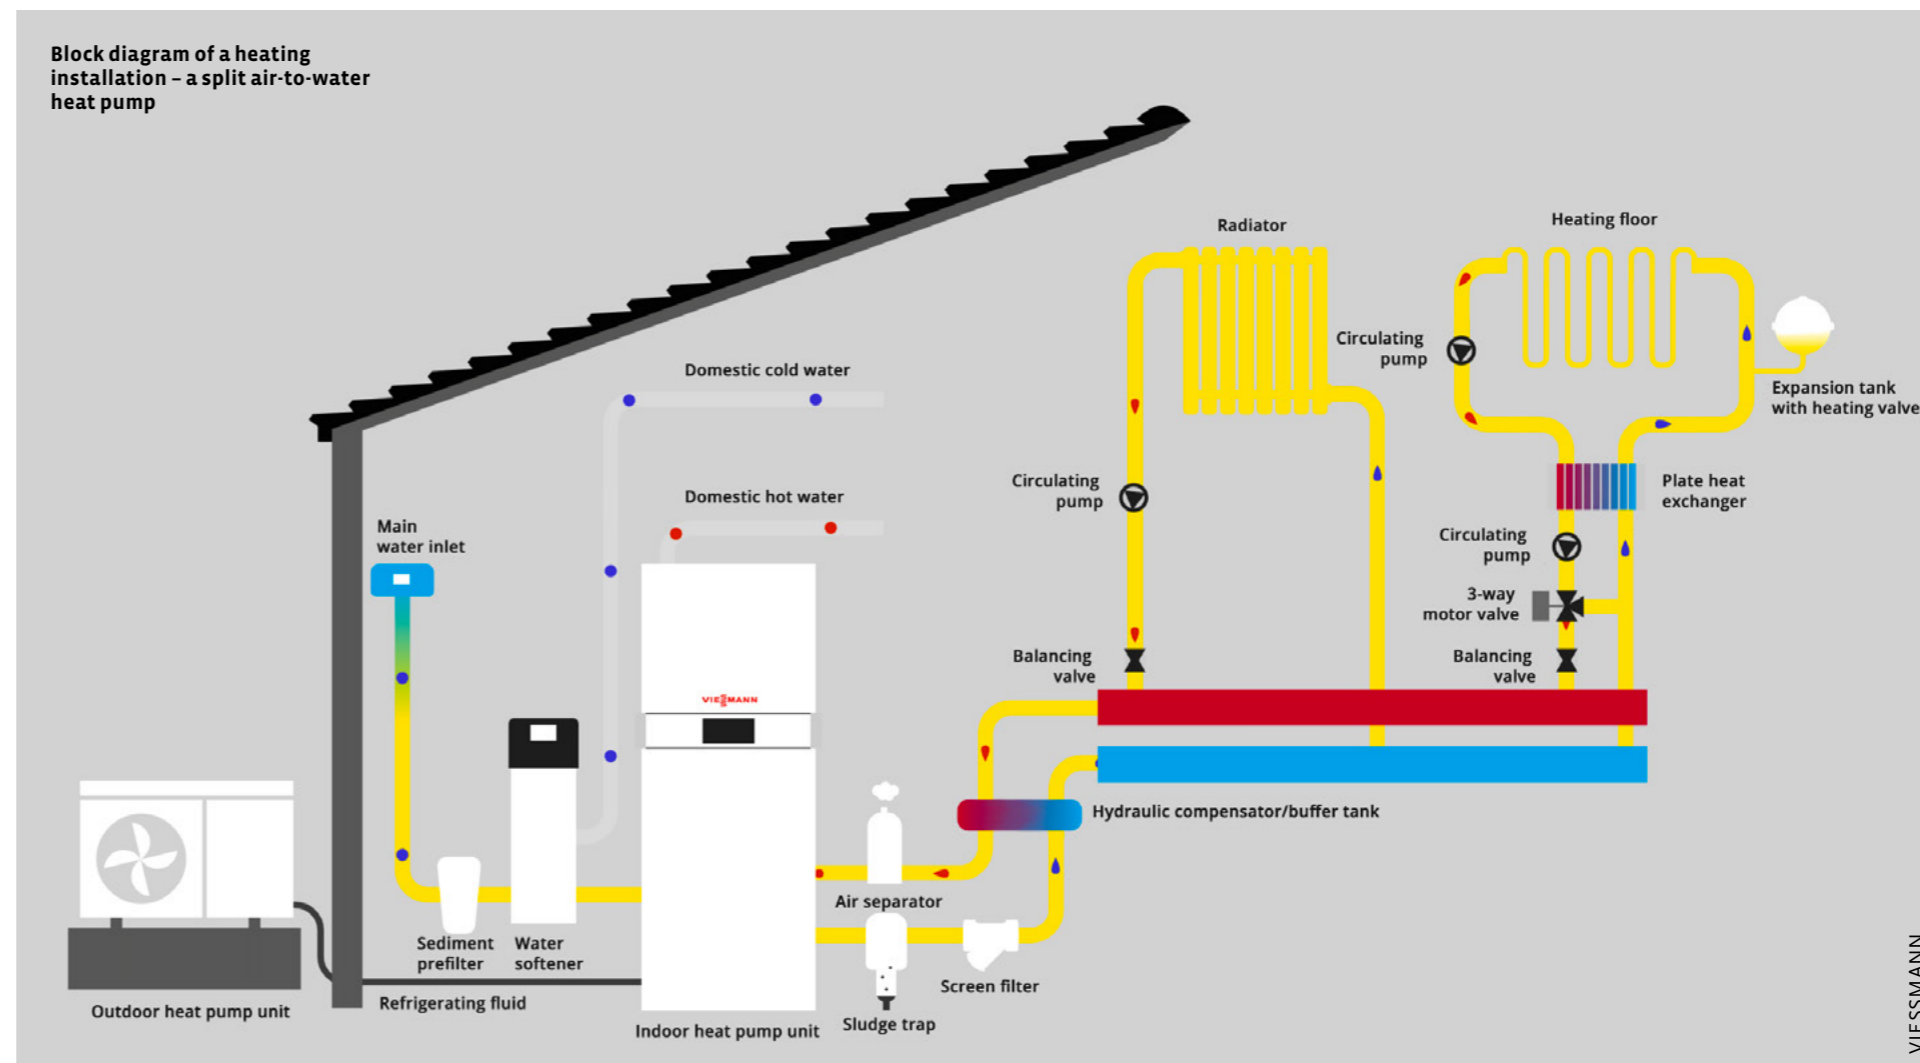 Block diagram of a heating
installation – a split air-to-water
heat pump
Radiator
Heating floor
Circulating
pump
Expansion tank
with heating valve
Domestic cold water
Domestic hot water
Circulating
pump
Plate heat
exchanger
Main
water inlet
Circulating
pump
3-way
motor valve
Balancing
valve
Balancing
valve
VIESSMANN
Hydraulic compensator/buffer tank
Air separator
Sediment
prefilter
Water
softener
Screen filter
Outdoor heat pump unit
Refrigerating fluid
Indoor heat pump unit
Sludge trap
VIESSMANN